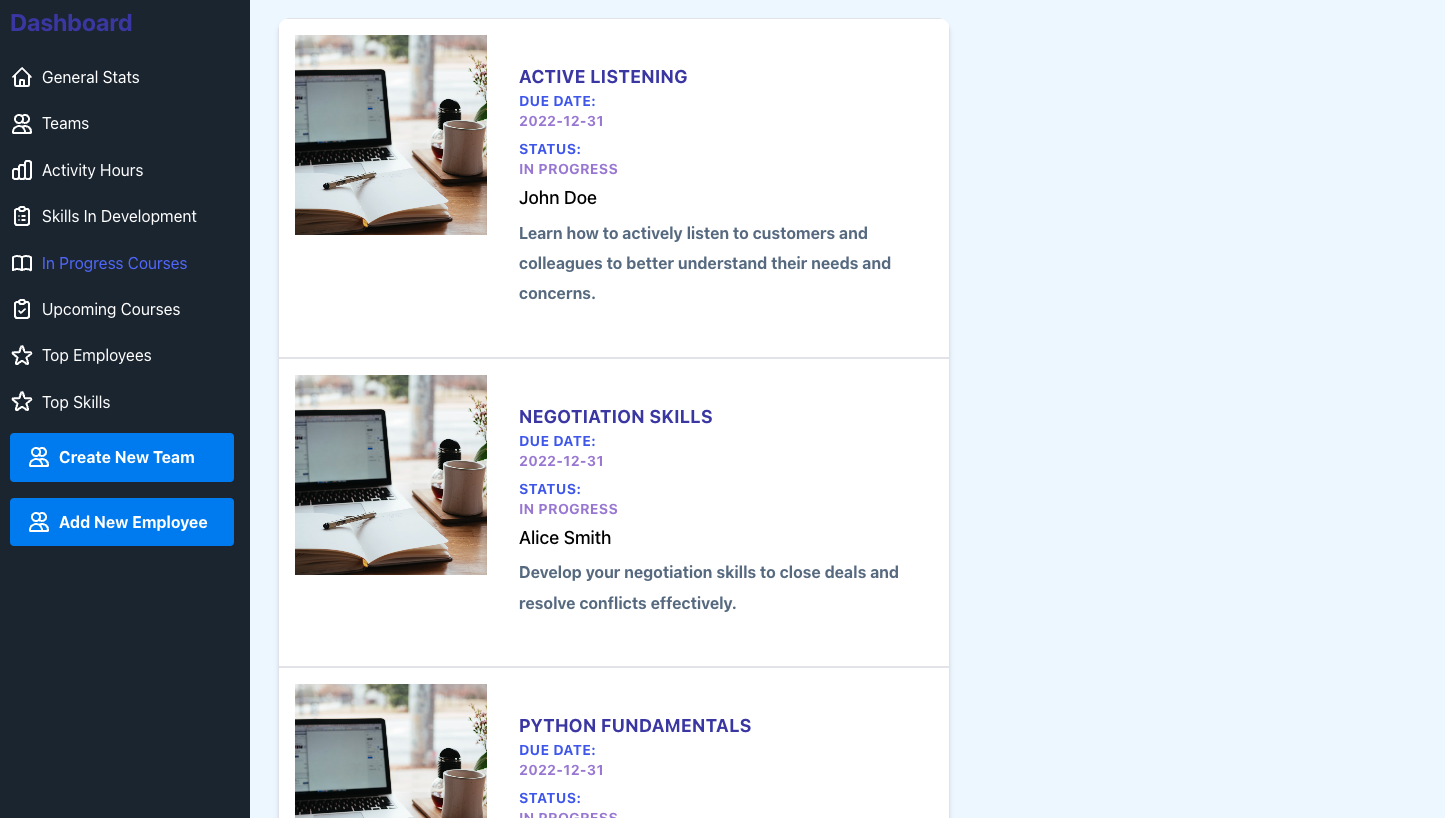 Dashboard
General Stats
Teams
Activity Hours
Skills In Development
In Progress Courses
Upcoming Courses
Top Employees
Top Skills
Create New Team
Add New Employee
ACTIVE LISTENING
DUE DATE:
2022-12-31
STATUS:
IN PROGRESS
John Doe
Learn how to actively listen to customers and
colleagues to better understand their needs and
concerns.
NEGOTIATION SKILLS
DUE DATE:
2022-12-31
STATUS:
IN PROGRESS
Alice Smith
Develop your negotiation skills to close deals and
resolve conflicts effectively.
PYTHON FUNDAMENTALS
DUE DATE:
2022-12-31
STATUS:
IN PROGRESS